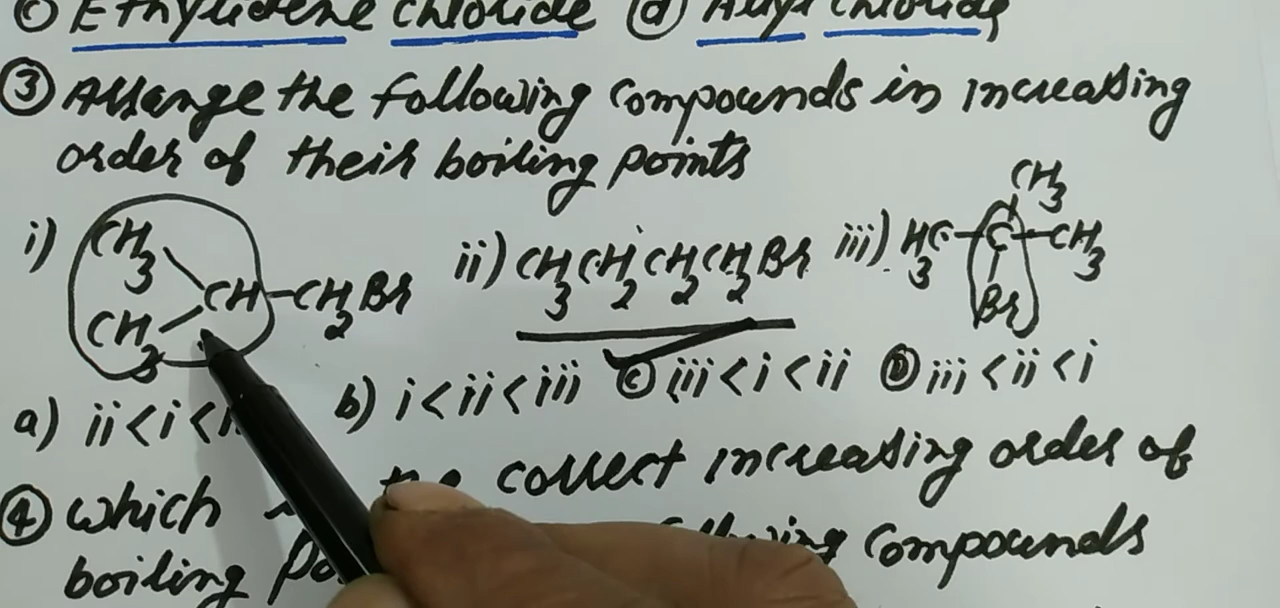 Ⓒ Ethylidene chloride ⓓ Allyl chloride
③ Arrange the following compounds in increasing
order of their boiling points
i) CH3 CH3 CH-CH2Br ii) CH3CH2CH2CH2Br iii) H3C-C-CH3 CH3 Br
a) ii<i< b) i<ii<iii Ⓒ iii<i<ii Ⓓ iii<ii<i
④ which correct increasing order of
boiling compounds